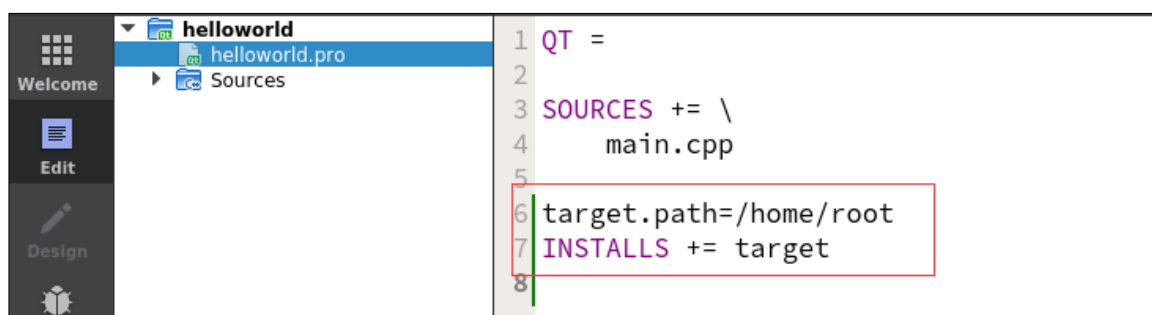 Welcome
Edit
Design
helloworld
helloworld.pro
Sources
1 QT =
2
3 SOURCES += \
4     main.cpp
5
6 target.path=/home/root
7 INSTALLS += target
8